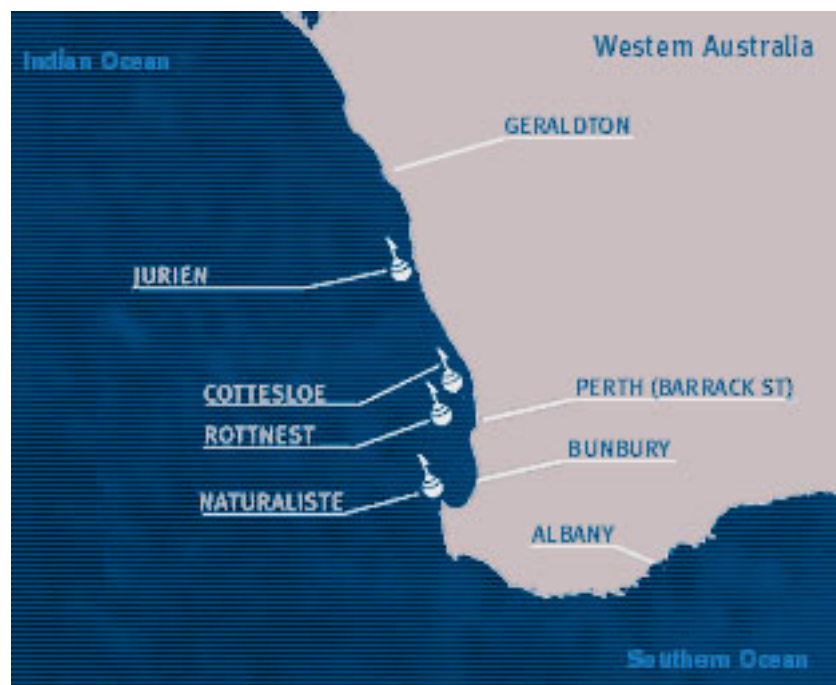 Indian Ocean
Western Australia
GERALDTON
JURIEN
COTTESLOE
PERTH (BARRACK ST)
ROTTNEST
BUNBURY
NATURALISTE
ALBANY
Southern Ocean